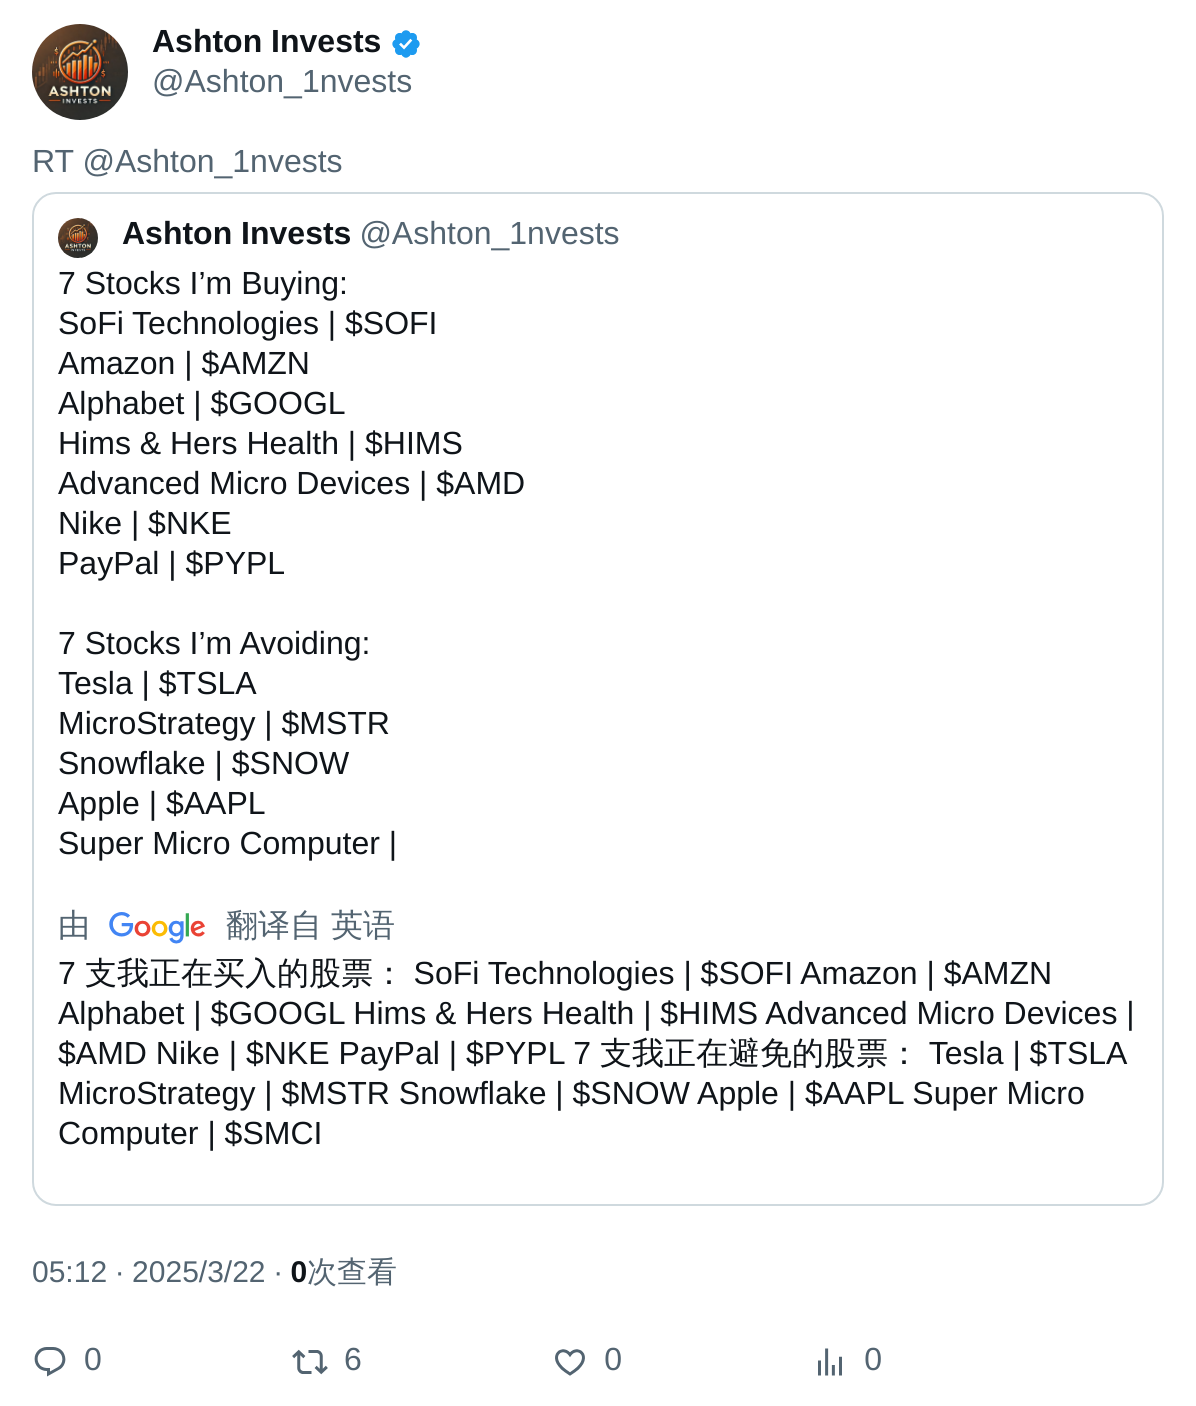 Ashton Invests
@Ashton_1nvests
ASHTON
INVESTS
RT @Ashton_1nvests
Ashton Invests @Ashton_1nvests
ASHTON
7 Stocks I’m Buying:
SoFi Technologies | $SOFI
Amazon | $AMZN
Alphabet | $GOOGL
Hims & Hers Health | $HIMS
Advanced Micro Devices | $AMD
Nike | $NKE
PayPal | $PYPL
7 Stocks I’m Avoiding:
Tesla | $TSLA
MicroStrategy | $MSTR
Snowflake | $SNOW
Apple | $AAPL
Super Micro Computer |
由 Google 翻译自 英语
7 支我正在买入的股票： SoFi Technologies | $SOFI Amazon | $AMZN
Alphabet | $GOOGL Hims & Hers Health | $HIMS Advanced Micro Devices |
$AMD Nike | $NKE PayPal | $PYPL 7 支我正在避免的股票： Tesla | $TSLA
MicroStrategy | $MSTR Snowflake | $SNOW Apple | $AAPL Super Micro
Computer | $SMCI
05:12 · 2025/3/22 · 0次查看
0 6 0 0